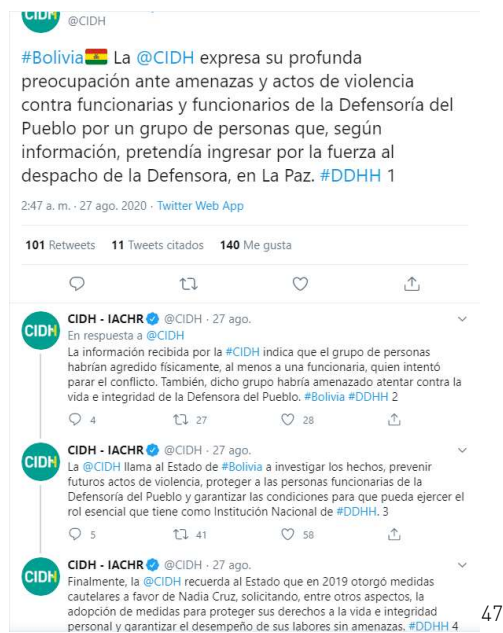 CIDH
@CIDH
#Bolivia La @CIDH expresa su profunda
preocupación ante amenazas y actos de violencia
contra funcionarias y funcionarios de la Defensoría del
Pueblo por un grupo de personas que, según
información, pretendía ingresar por la fuerza al
despacho de la Defensora, en La Paz. #DDHH 1
2:47 a. m. · 27 ago. 2020 · Twitter Web App
101 Retweets 11 Tweets citados 140 Me gusta
CIDH
CIDH - IACHR @CIDH · 27 ago.
En respuesta a @CIDH
La información recibida por la #CIDH indica que el grupo de personas
habrían agredido físicamente, al menos a una funcionaria, quien intentó
parar el conflicto. También, dicho grupo habría amenazado atentar contra la
vida e integridad de la Defensora del Pueblo. #Bolivia #DDHH 2
4 27 28
CIDH
CIDH - IACHR @CIDH · 27 ago.
La @CIDH llama al Estado de #Bolivia a investigar los hechos, prevenir
futuros actos de violencia, proteger a las personas funcionarias de la
Defensoría del Pueblo y garantizar las condiciones para que pueda ejercer el
rol esencial que tiene como Institución Nacional de #DDHH. 3
5 41 58
CIDH
CIDH - IACHR @CIDH · 27 ago.
Finalmente, la @CIDH recuerda al Estado que en 2019 otorgó medidas
cautelares a favor de Nadia Cruz, solicitando, entre otros aspectos, la
adopción de medidas para proteger sus derechos a la vida e integridad
personal y garantizar el desempeño de sus labores sin amenazas. #DDHH 4
47